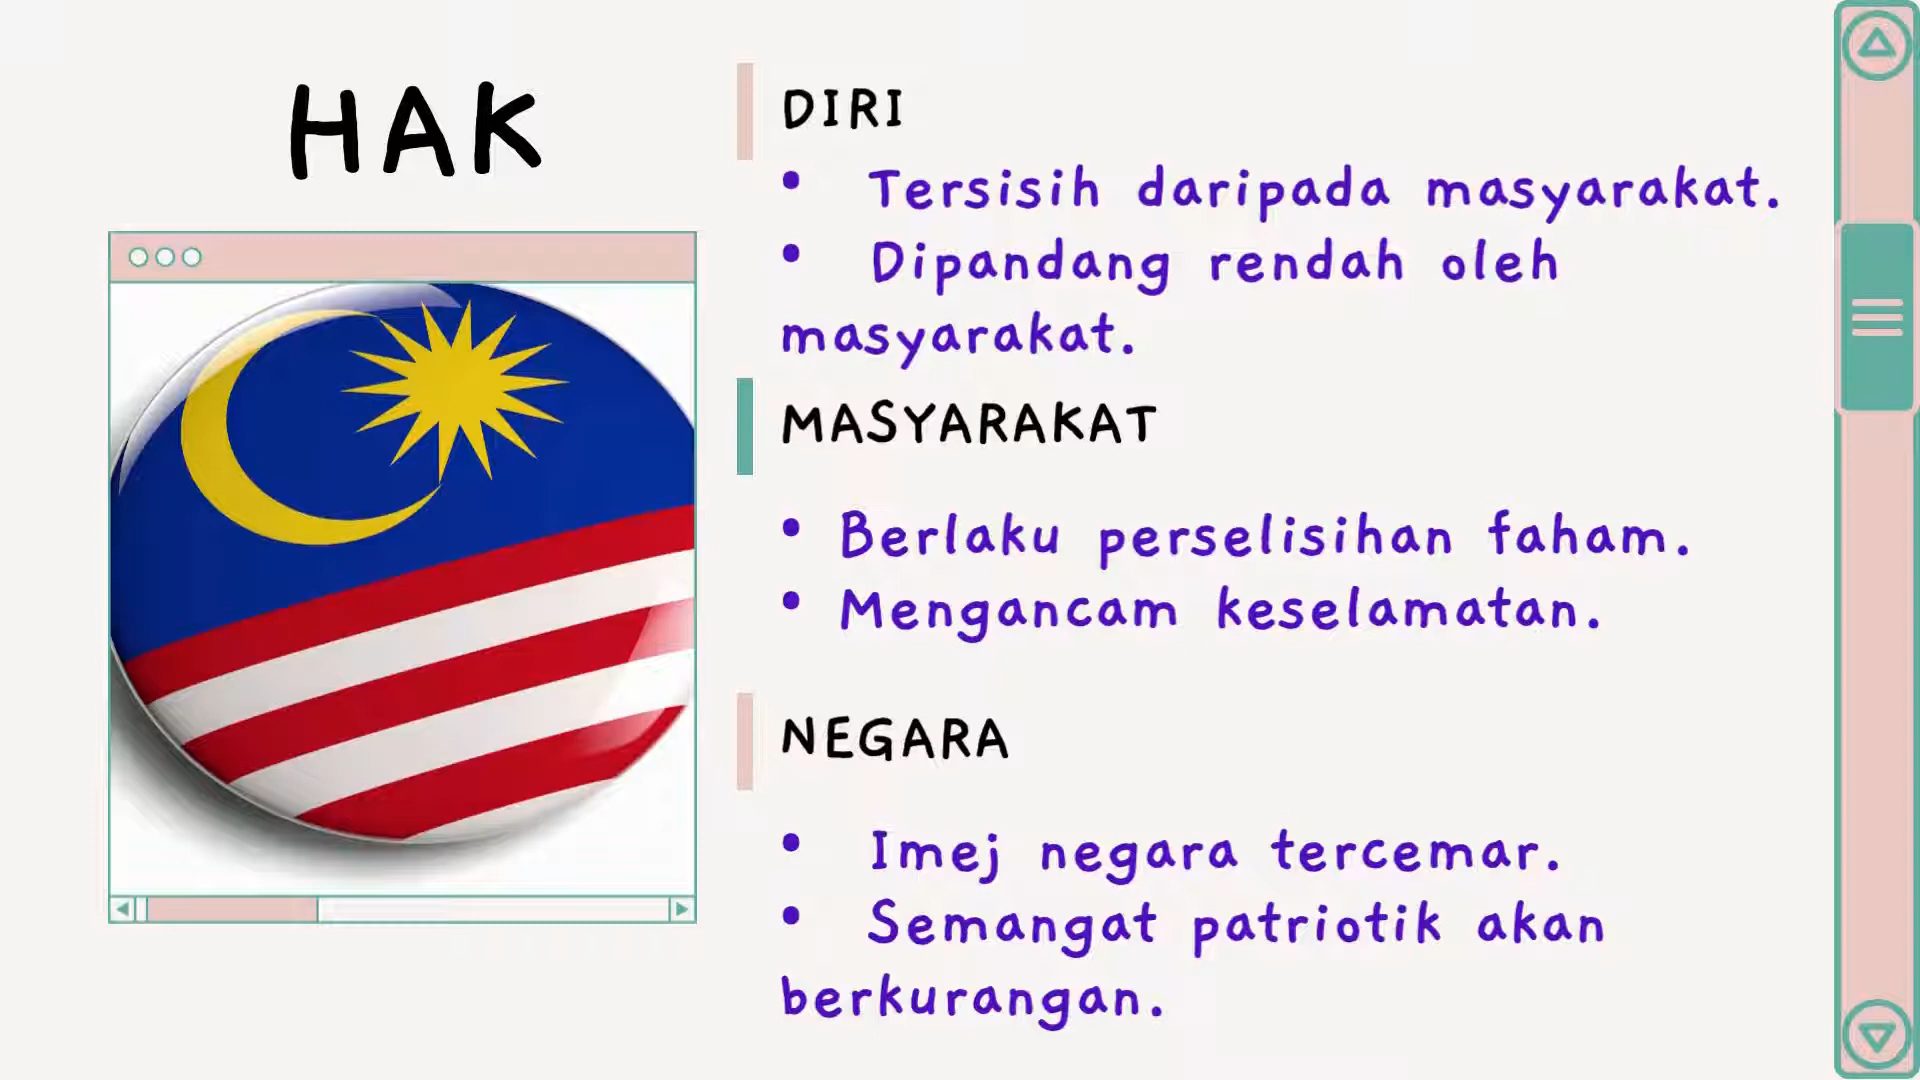 HAK
DIRI
• Tersisih daripada masyarakat.
• Dipandang rendah oleh
masyarakat.
MASYARAKAT
• Berlaku perselisihan faham.
• Mengancam keselamatan.
NEGARA
• Imej negara tercemar.
• Semangat patriotik akan
berkurangan.